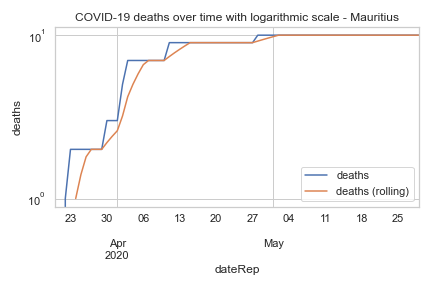 COVID-19 deaths over time with logarithmic scale - Mauritius
10¹
deaths
10⁰
deaths
deaths (rolling)
23 30 06 13 20 27 04 11 18 25
Apr May
2020
dateRep